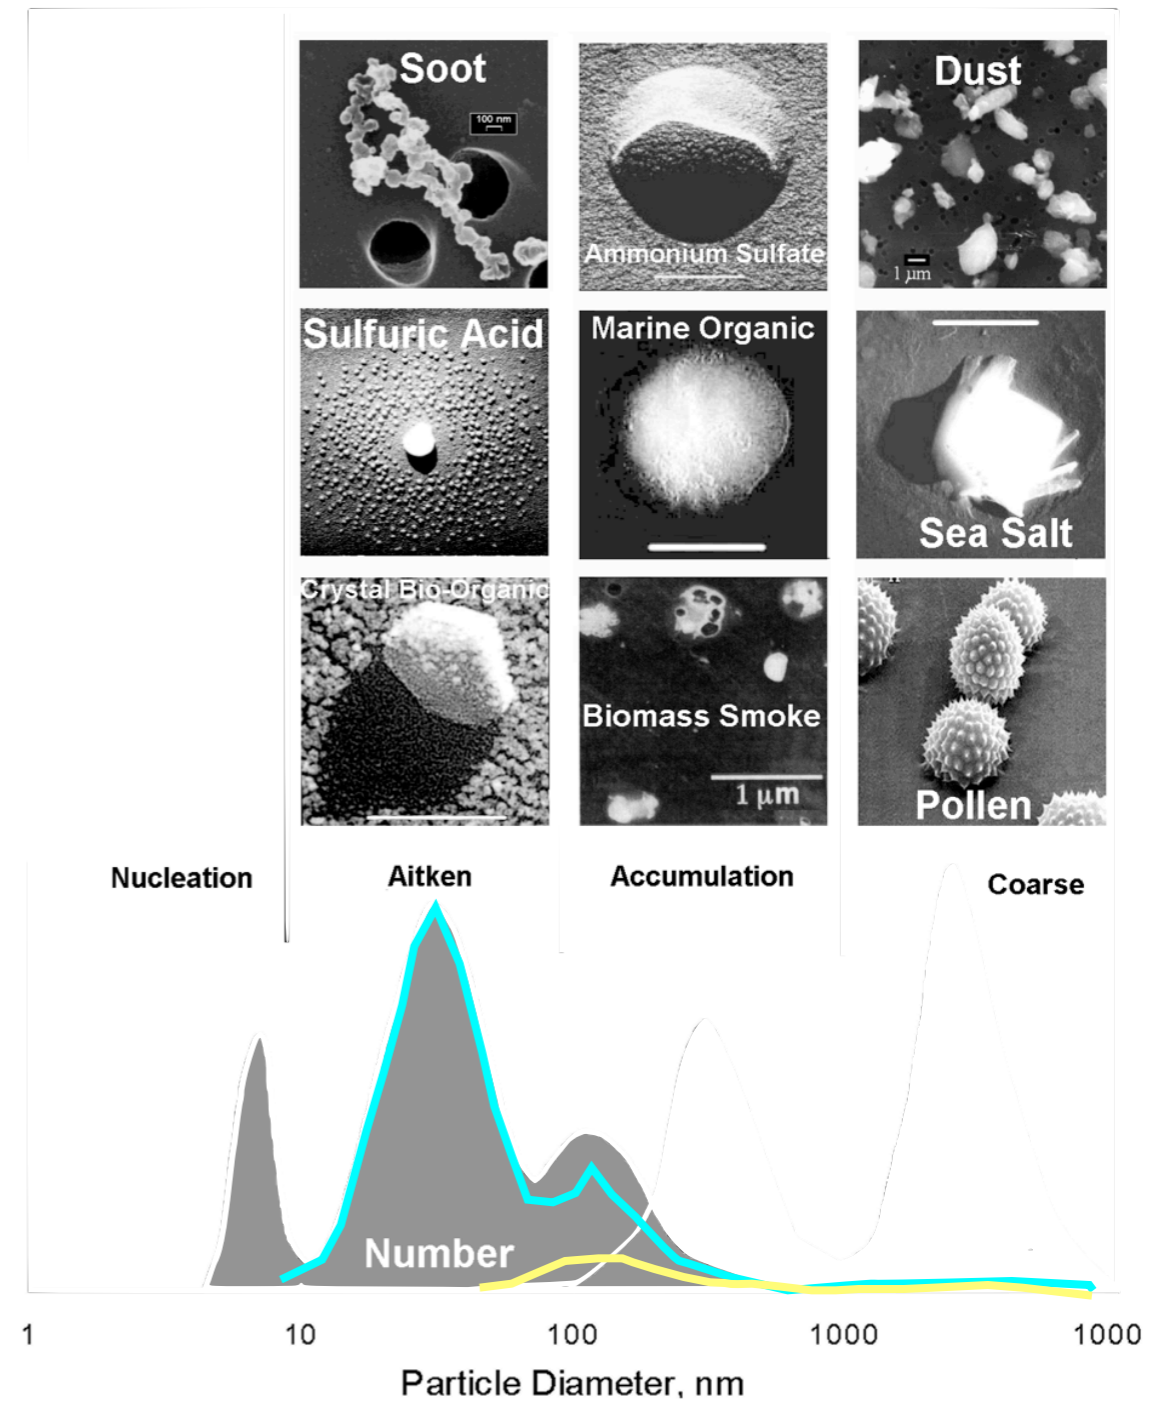 Soot
100 nm
Ammonium Sulfate
Dust
1 µm
Sulfuric Acid
Marine Organic
Sea Salt
Crystal Bio-Organic
Biomass Smoke
1 µm
Pollen
Nucleation
Aitken
Accumulation
Coarse
Number
1
10
100
1000
1000
Particle Diameter, nm